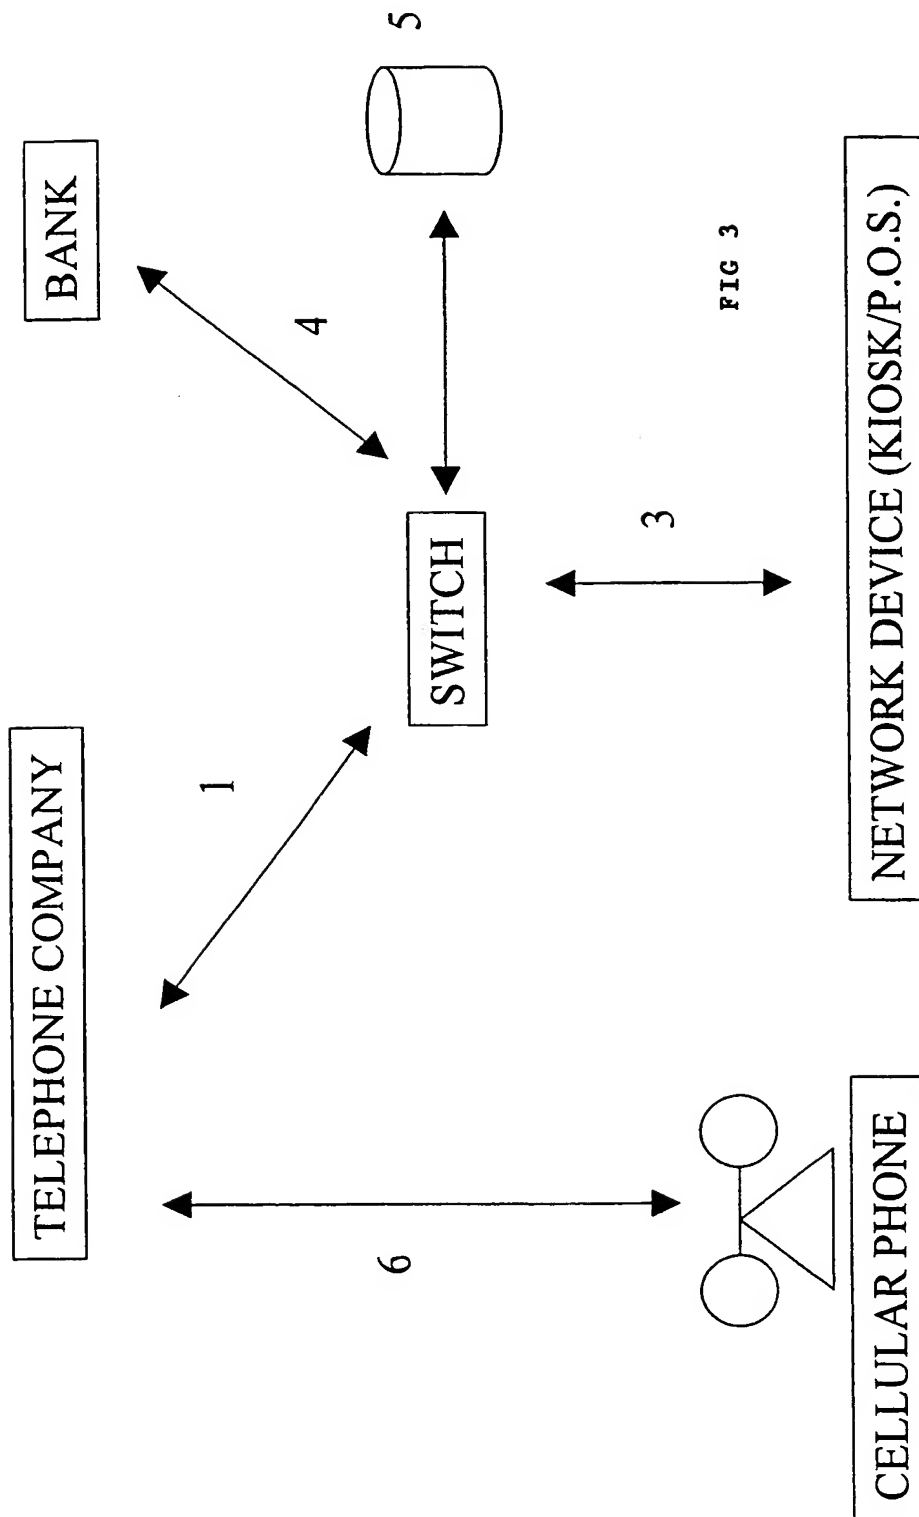 TELEPHONE COMPANY
BANK
1
4
5
6
SWITCH
3
FIG 3
CELLULAR PHONE
NETWORK DEVICE (KIOSK/P.O.S.)